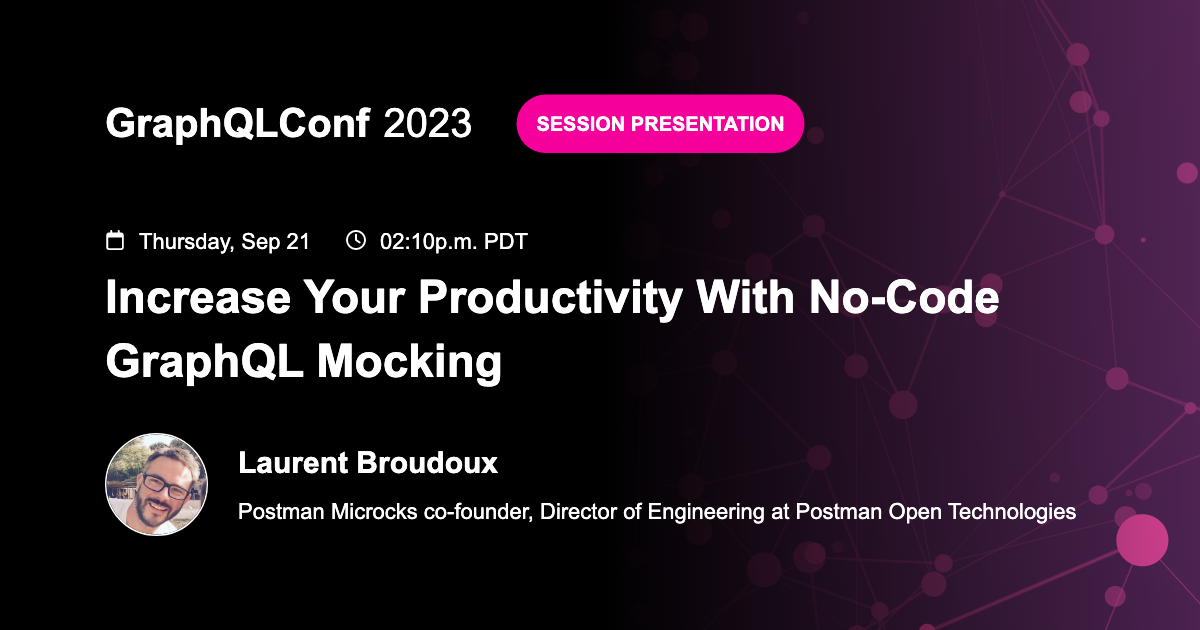 GraphQLConf 2023
SESSION PRESENTATION
Thursday, Sep 21 02:10p.m. PDT
Increase Your Productivity With No-Code
GraphQL Mocking
Laurent Broudoux
Postman Microcks co-founder, Director of Engineering at Postman Open Technologies